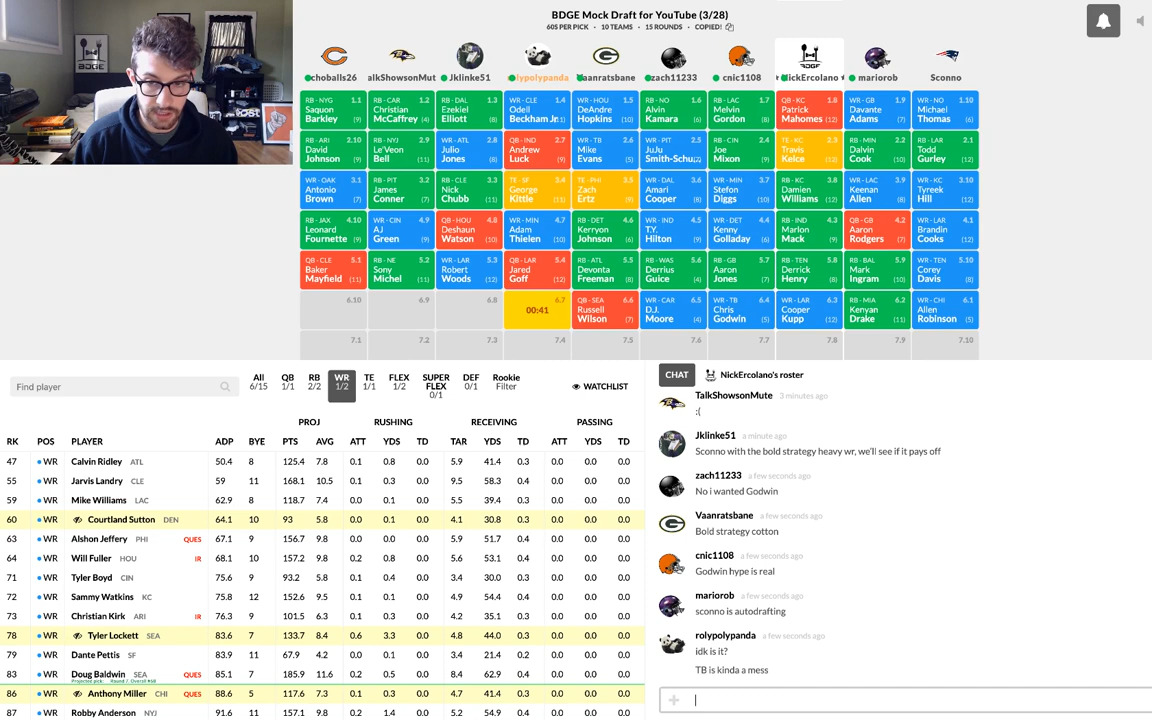 BDGE Mock Draft for YouTube (3/28)
60S PER PICK • 10 TEAMS • 15 ROUNDS • COPIED!
BDGE
choballs26 alkShowsonMut Jklinke51 olypolypanda Vaanratsbane zach11233 cnic1108 NickErcolano mariorob Sconno
RB - NYG 1.1 RB - CAR 1.2 RB - DAL 1.3 WR - CLE 1.4 WR - HOU 1.5 RB - NO 1.6 RB - LAC 1.7 QB - KC 1.8 WR - GB 1.9 WR - NO 1.10
Saquon Christian Ezekiel Odell DeAndre Alvin Melvin Patrick Davante Michael
Barkley (9) McCaffrey (4) Elliott (8) Beckham Jr Hopkins (10) Kamara (6) Gordon (8) Mahomes (12) Adams (7) Thomas (6)
RB - ARI 2.10 RB - NYJ 2.9 WR - ATL 2.8 QB - IND 2.7 WR - TB 2.6 WR - PIT 2.5 RB - CIN 2.4 TE - KC 2.3 RB - MIN 2.2 RB - LAR 2.1
David Le'Veon Julio Andrew Mike JuJu Joe Travis Dalvin Todd
Johnson (9) Bell (11) Jones (8) Luck (9) Evans (5) Smith-Schu Mixon (9) Kelce (12) Cook (10) Gurley (12)
WR - OAK 3.1 RB - PIT 3.2 RB - CLE 3.3 TE - SF 3.4 TE - PHI 3.5 WR - DAL 3.6 WR - MIN 3.7 RB - KC 3.8 WR - LAC 3.9 WR - KC 3.10
Antonio James Nick George Zach Amari Stefon Damien Keenan Tyreek
Brown (7) Conner (7) Chubb (11) Kittle (11) Ertz (9) Cooper (8) Diggs (10) Williams (12) Allen (8) Hill (12)
RB - JAX 4.10 WR - CIN 4.9 QB - HOU 4.8 WR - MIN 4.7 RB - DET 4.6 WR - IND 4.5 WR - DET 4.4 RB - IND 4.3 QB - GB 4.2 WR - LAR 4.1
Leonard AJ Deshaun Adam Kerryon T.Y. Kenny Marlon Aaron Brandin
Fournette (9) Green (9) Watson (10) Thielen (10) Johnson (6) Hilton (9) Golladay (6) Mack (9) Rodgers (7) Cooks (12)
QB - CLE 5.1 RB - NE 5.2 WR - LAR 5.3 QB - LAR 5.4 RB - ATL 5.5 RB - WAS 5.6 RB - GB 5.7 RB - TEN 5.8 RB - BAL 5.9 WR - TEN 5.10
Baker Sony Robert Jared Devonta Derrius Aaron Derrick Mark Corey
Mayfield (11) Michel (11) Woods (12) Goff (12) Freeman (8) Guice (4) Jones (7) Henry (8) Ingram (9) Davis (8)
6.10 6.9 6.8 6.7 QB - SEA 6.6 WR - CAR 6.5 WR - TB 6.4 WR - LAR 6.3 RB - MIA 6.2 WR - CHI 6.1
00:41 Russell D.J. Chris Cooper Kenyan Allen
Wilson (7) Moore (4) Godwin (5) Kupp (12) Drake (11) Robinson (5)
7.1 7.2 7.3 7.4 7.5 7.6 7.7 7.8 7.9 7.10
Find player
All QB RB WR TE FLEX SUPER FLEX DEF Rookie
6/15 1/1 2/2 1/2 1/1 1/2 0/1 0/1 Filter
WATCHLIST
PROJ RUSHING RECEIVING PASSING
RK POS PLAYER ADP BYE PTS AVG ATT YDS TD TAR YDS TD ATT YDS TD
47 WR Calvin Ridley ATL 50.4 8 125.4 7.8 0.1 0.8 0.0 5.9 41.4 0.3 0.0 0.0 0.0
55 WR Jarvis Landry CLE 59 11 168.1 10.5 0.1 0.3 0.0 9.5 58.3 0.4 0.0 0.0 0.0
59 WR Mike Williams LAC 62.9 8 118.7 7.4 0.0 0.1 0.0 5.5 39.4 0.3 0.0 0.0 0.0
60 WR Courtland Sutton DEN 64.1 10 93 5.8 0.0 0.1 0.0 4.1 30.8 0.3 0.0 0.0 0.0
63 WR Alshon Jeffery PHI QUES 67.1 9 156.7 9.8 0.0 0.0 0.0 5.9 51.7 0.4 0.0 0.0 0.0
64 WR Will Fuller HOU IR 68.1 10 157.2 9.8 0.2 0.8 0.0 5.6 53.1 0.4 0.0 0.0 0.0
71 WR Tyler Boyd CIN 75.6 9 93.2 5.8 0.1 0.4 0.0 3.4 30.0 0.3 0.0 0.0 0.0
72 WR Sammy Watkins KC 75.8 12 152.6 9.5 0.1 0.4 0.0 4.9 54.4 0.4 0.0 0.0 0.0
73 WR Christian Kirk ARI IR 76.3 9 101.5 6.3 0.1 0.3 0.0 4.2 35.1 0.3 0.0 0.0 0.0
78 WR Tyler Lockett SEA 83.6 7 133.7 8.4 0.6 3.3 0.0 4.8 44.0 0.3 0.0 0.0 0.0
79 WR Dante Pettis SF 83.9 11 67.9 4.2 0.0 0.1 0.0 3.4 21.4 0.2 0.0 0.0 0.0
83 WR Doug Baldwin SEA QUES 85.1 7 185.9 11.6 0.2 0.5 0.0 8.4 62.9 0.4 0.0 0.0 0.0
86 WR Anthony Miller CHI QUES 88.6 5 117.6 7.3 0.1 0.3 0.0 4.7 41.4 0.3 0.0 0.0 0.0
87 WR Robby Anderson NYJ 91.6 11 157.1 9.8 0.2 1.4 0.0 5.2 54.9 0.4 0.0 0.0 0.0
CHAT NickErcolano's roster
TalkShowsonMute 3 minutes ago
:(
Jklinke51 a minute ago
Sconno with the bold strategy heavy wr, we'll see if it pays off
zach11233 a few seconds ago
No i wanted Godwin
Vaanratsbane a few seconds ago
Bold strategy cotton
cnic1108 a few seconds ago
Godwin hype is real
mariorob a few seconds ago
sconno is autodrafting
rolypolypanda a few seconds ago
idk is it?
TB is kinda a mess